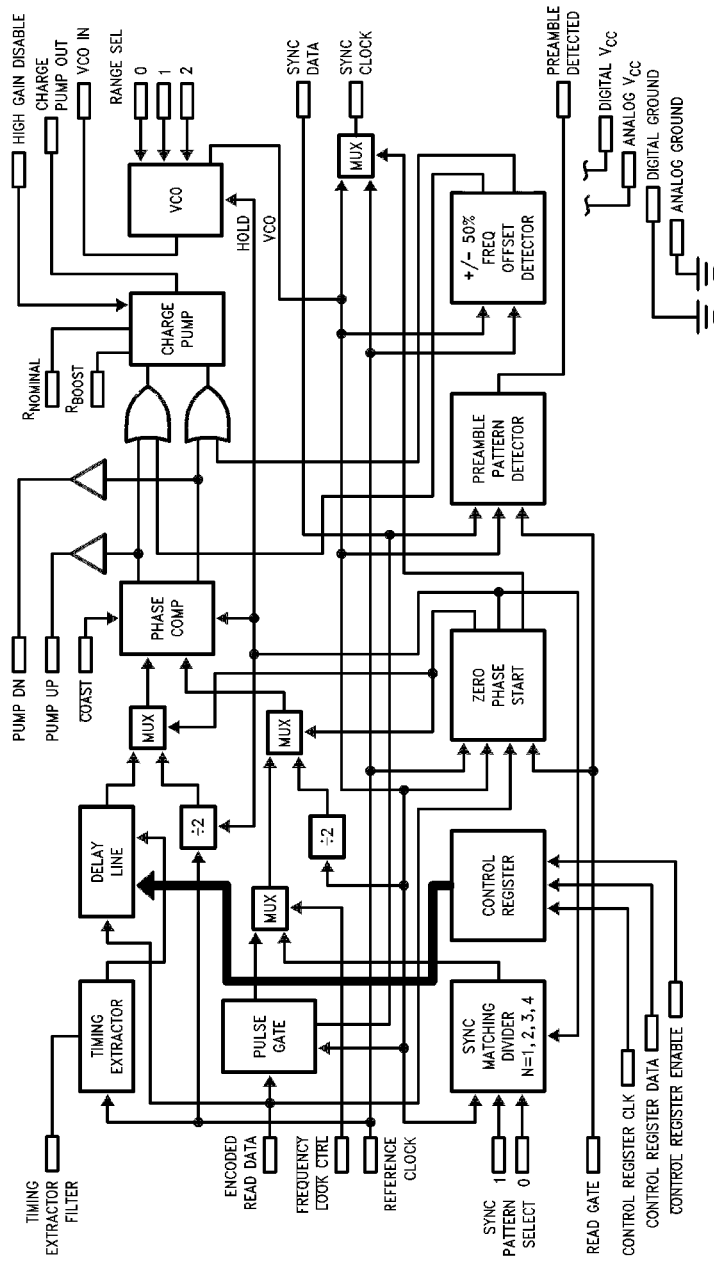 TIMING
EXTRACTOR
FILTER
ENCODED
READ DATA
FREQUENCY
LOOK CTRL
REFERENCE
CLOCK
SYNC 1
PATTERN
SELECT 0
READ GATE
CONTROL REGISTER CLK
CONTROL REGISTER DATA
CONTROL REGISTER ENABLE
TIMING
EXTRACTOR
PULSE
GATE
SYNC
MATCHING
DIVIDER
N=1, 2, 3, 4
DELAY
LINE
÷2
MUX
÷2
CONTROL
REGISTER
MUX
MUX
ZERO
PHASE
START
PUMP DN
PUMP UP
COAST
PHASE
COMP
PREAMBLE
PATTERN
DETECTOR
RNOMINAL
RBOOST
CHARGE
PUMP
HOLD
VCO
VCO
+/- 50%
FREQ
OFFSET
DETECTOR
MUX
HIGH GAIN DISABLE
CHARGE
PUMP OUT
VCO IN
RANGE SEL
0
1
2
SYNC
DATA
SYNC
CLOCK
PREAMBLE
DETECTED
DIGITAL VCC
ANALOG VCC
DIGITAL GROUND
ANALOG GROUND